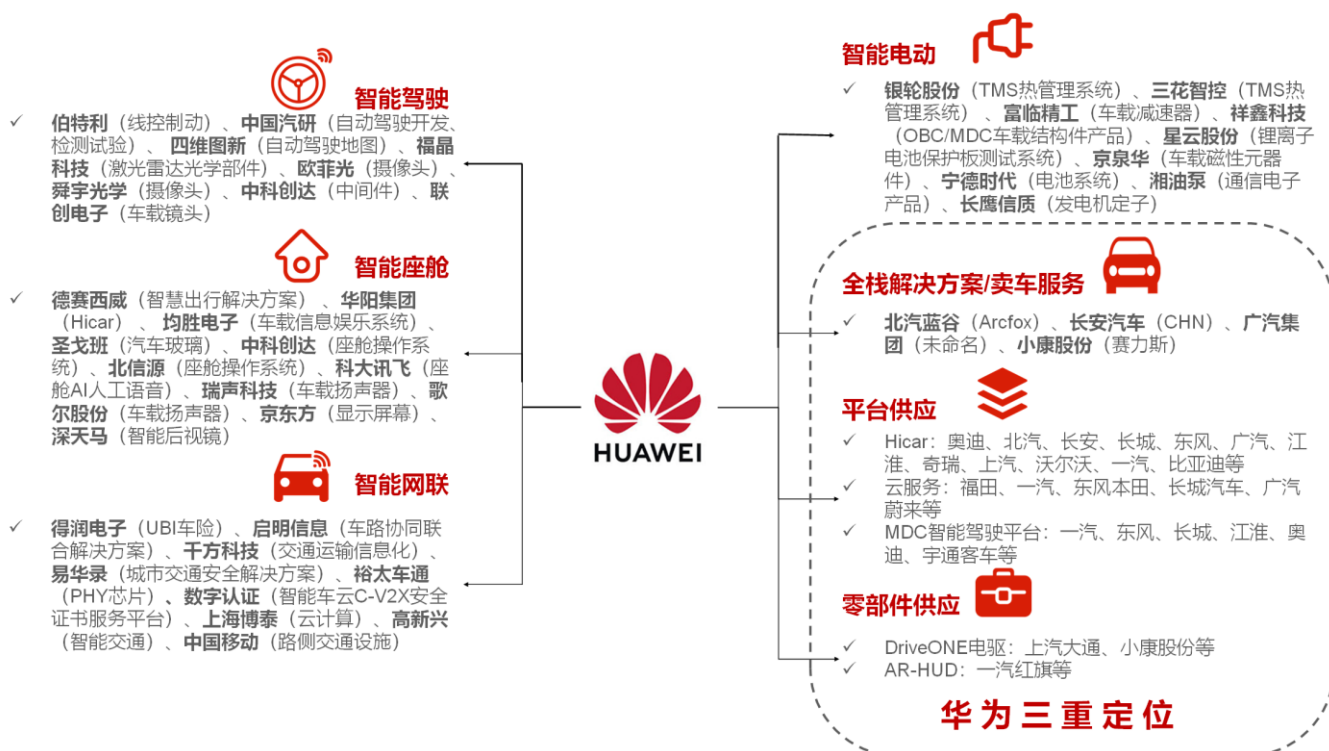 智能驾驶
✓ 伯特利（线控制动）、中国汽研（自动驾驶开发、
检测试验）、四维图新（自动驾驶地图）、福晶
科技（激光雷达光学部件）、欧菲光（摄像头）、
舜宇光学（摄像头）、中科创达（中间件）、联
创电子（车载镜头）
智能座舱
✓ 德赛西威（智慧出行解决方案）、华阳集团
（Hicar）、均胜电子（车载信息娱乐系统）、
圣戈班（汽车玻璃）、中科创达（座舱操作系
统）、北信源（座舱操作系统）、科大讯飞（座
舱AI人工语音）、瑞声科技（车载扬声器）、歌
尔股份（车载扬声器）、京东方（显示屏幕）、
深天马（智能后视镜）
智能网联
✓ 得润电子（UBI车险）、启明信息（车路协同联
合解决方案）、千方科技（交通运输信息化）、
易华录（城市交通安全解决方案）、裕太车通
（PHY芯片）、数字认证（智能车云C-V2X安全
证书服务平台）、上海博泰（云计算）、高新兴
（智能交通）、中国移动（路侧交通设施）
HUAWEI
智能电动
✓ 银轮股份（TMS热管理系统）、三花智控（TMS热
管理系统）、富临精工（车载减速器）、祥鑫科技
（OBC/MDC车载结构件产品）、星云股份（锂离子
电池保护板测试系统）、京泉华（车载磁性元器
件）、宁德时代（电池系统）、湘油泵（通信电子
产品）、长鹰信质（发电机定子）
全栈解决方案/卖车服务
✓ 北汽蓝谷（Arcfox）、长安汽车（CHN）、广汽集
团（未命名）、小康股份（赛力斯）
平台供应
✓ Hicar：奥迪、北汽、长安、长城、东风、广汽、江
淮、奇瑞、上汽、沃尔沃、一汽、比亚迪等
✓ 云服务：福田、一汽、东风本田、长城汽车、广汽
蔚来等
✓ MDC智能驾驶平台：一汽、东风、长城、江淮、奥
迪、宇通客车等
零部件供应
✓ DriveONE电驱：上汽大通、小康股份等
✓ AR-HUD：一汽红旗等
华为三重定位